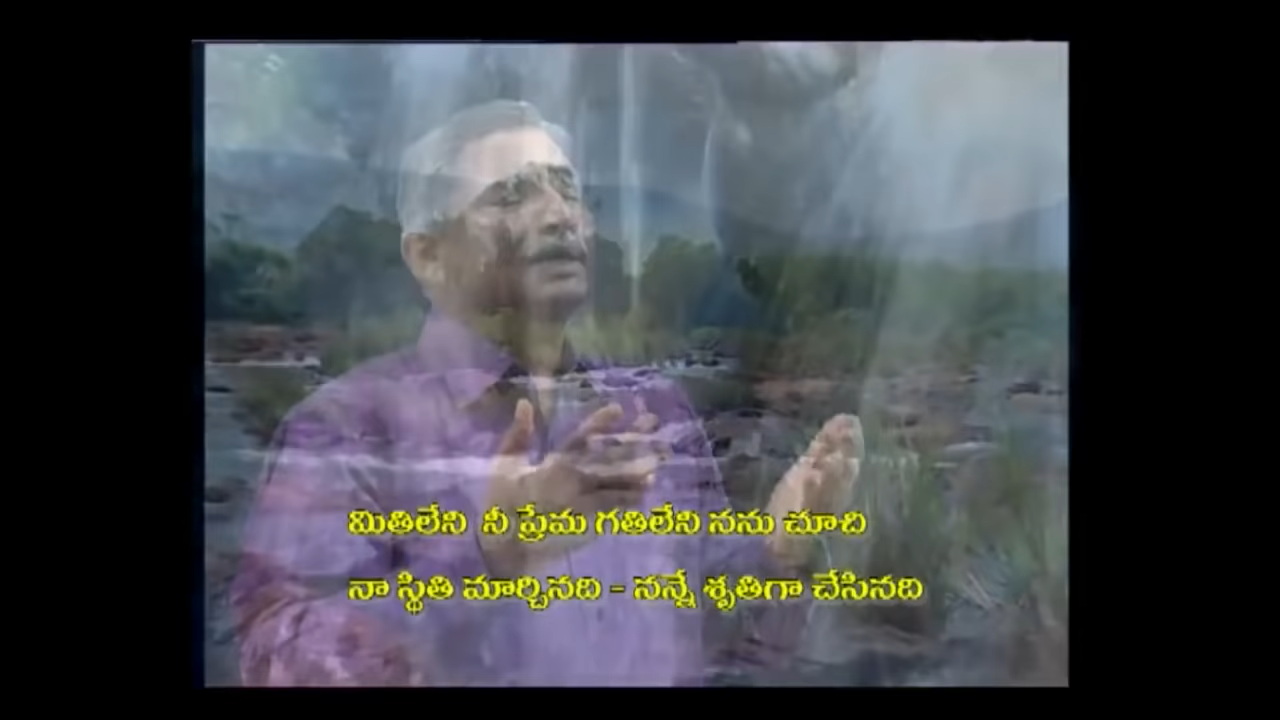 మితిలేని నీ ప్రేమ గతిలేని నను చూచి
నా స్థితి మార్చినది - నన్నే శృతిగా చేసినది